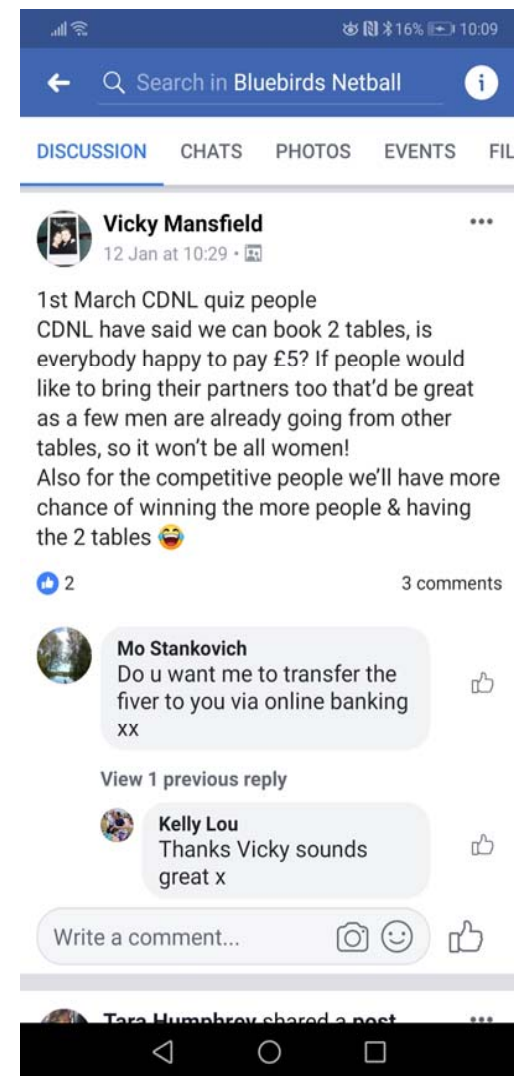 16% 10:09
Search in Bluebirds Netball
DISCUSSION CHATS PHOTOS EVENTS FIL
Vicky Mansfield
12 Jan at 10:29 •
1st March CDNL quiz people
CDNL have said we can book 2 tables, is
everybody happy to pay £5? If people would
like to bring their partners too that'd be great
as a few men are already going from other
tables, so it won't be all women!
Also for the competitive people we'll have more
chance of winning the more people & having
the 2 tables 😂
2 3 comments
Mo Stankovich
Do u want me to transfer the
fiver to you via online banking
xx
View 1 previous reply
Kelly Lou
Thanks Vicky sounds
great x
Write a comment...
Tara Humphrey shared a post